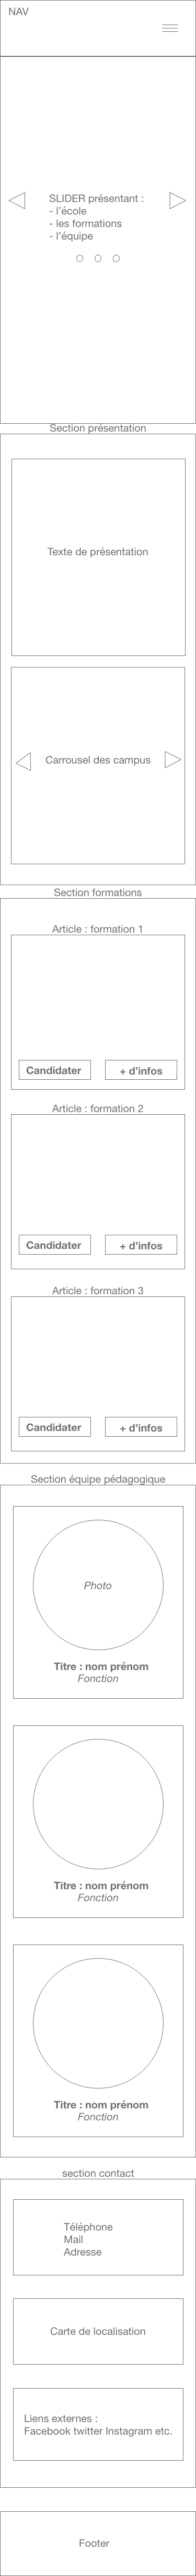 NAV
SLIDER présentant :
- l'école
- les formations
- l'équipe
Section présentation
Texte de présentation
Carrousel des campus
Section formations
Article : formation 1
Candidater
+ d'infos
Article : formation 2
Candidater
+ d'infos
Article : formation 3
Candidater
+ d'infos
Section équipe pédagogique
Photo
Titre : nom prénom
Fonction
Titre : nom prénom
Fonction
Titre : nom prénom
Fonction
section contact
Téléphone
Mail
Adresse
Carte de localisation
Liens externes :
Facebook twitter Instagram etc.
Footer